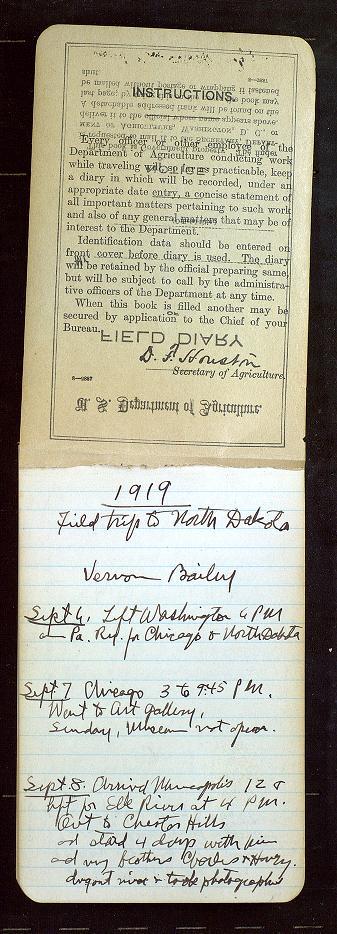 INSTRUCTIONS.
Every officer or other employee of the
Department of Agriculture conducting work
while traveling will, so far as practicable, keep
a diary in which will be recorded, under an
appropriate date entry, a concise statement of
all important matters pertaining to such work
and also of any general matters that may be of
interest to the Department.
Identification data should be entered on
front cover before diary is used. The diary
will be retained by the official preparing same,
but will be subject to call by the administra-
tive officers of the Department at any time.
When this book is filled another may be
secured by application to the Chief of your
Bureau.
FIELD DIARY
D. F. Houston
Secretary of Agriculture.
8—1887
U. S. Department of Agriculture.
1919
Field trip to North Dakota
Vernon Bailey
Sept 6, Left Washington 6 PM
on Pa. Rd. for Chicago & North Dakota
Sept 7 Chicago 3 to 9:45 P.M.
Went to Art gallery,
Sunday, Museum not open.
Sept 8. Arrived Minneapolis 12 &
left for Elk River at 4 P.M.
Out to Chester Hills
and 4 days with him
and my brothers Charles & Harvey.
river & took photographs